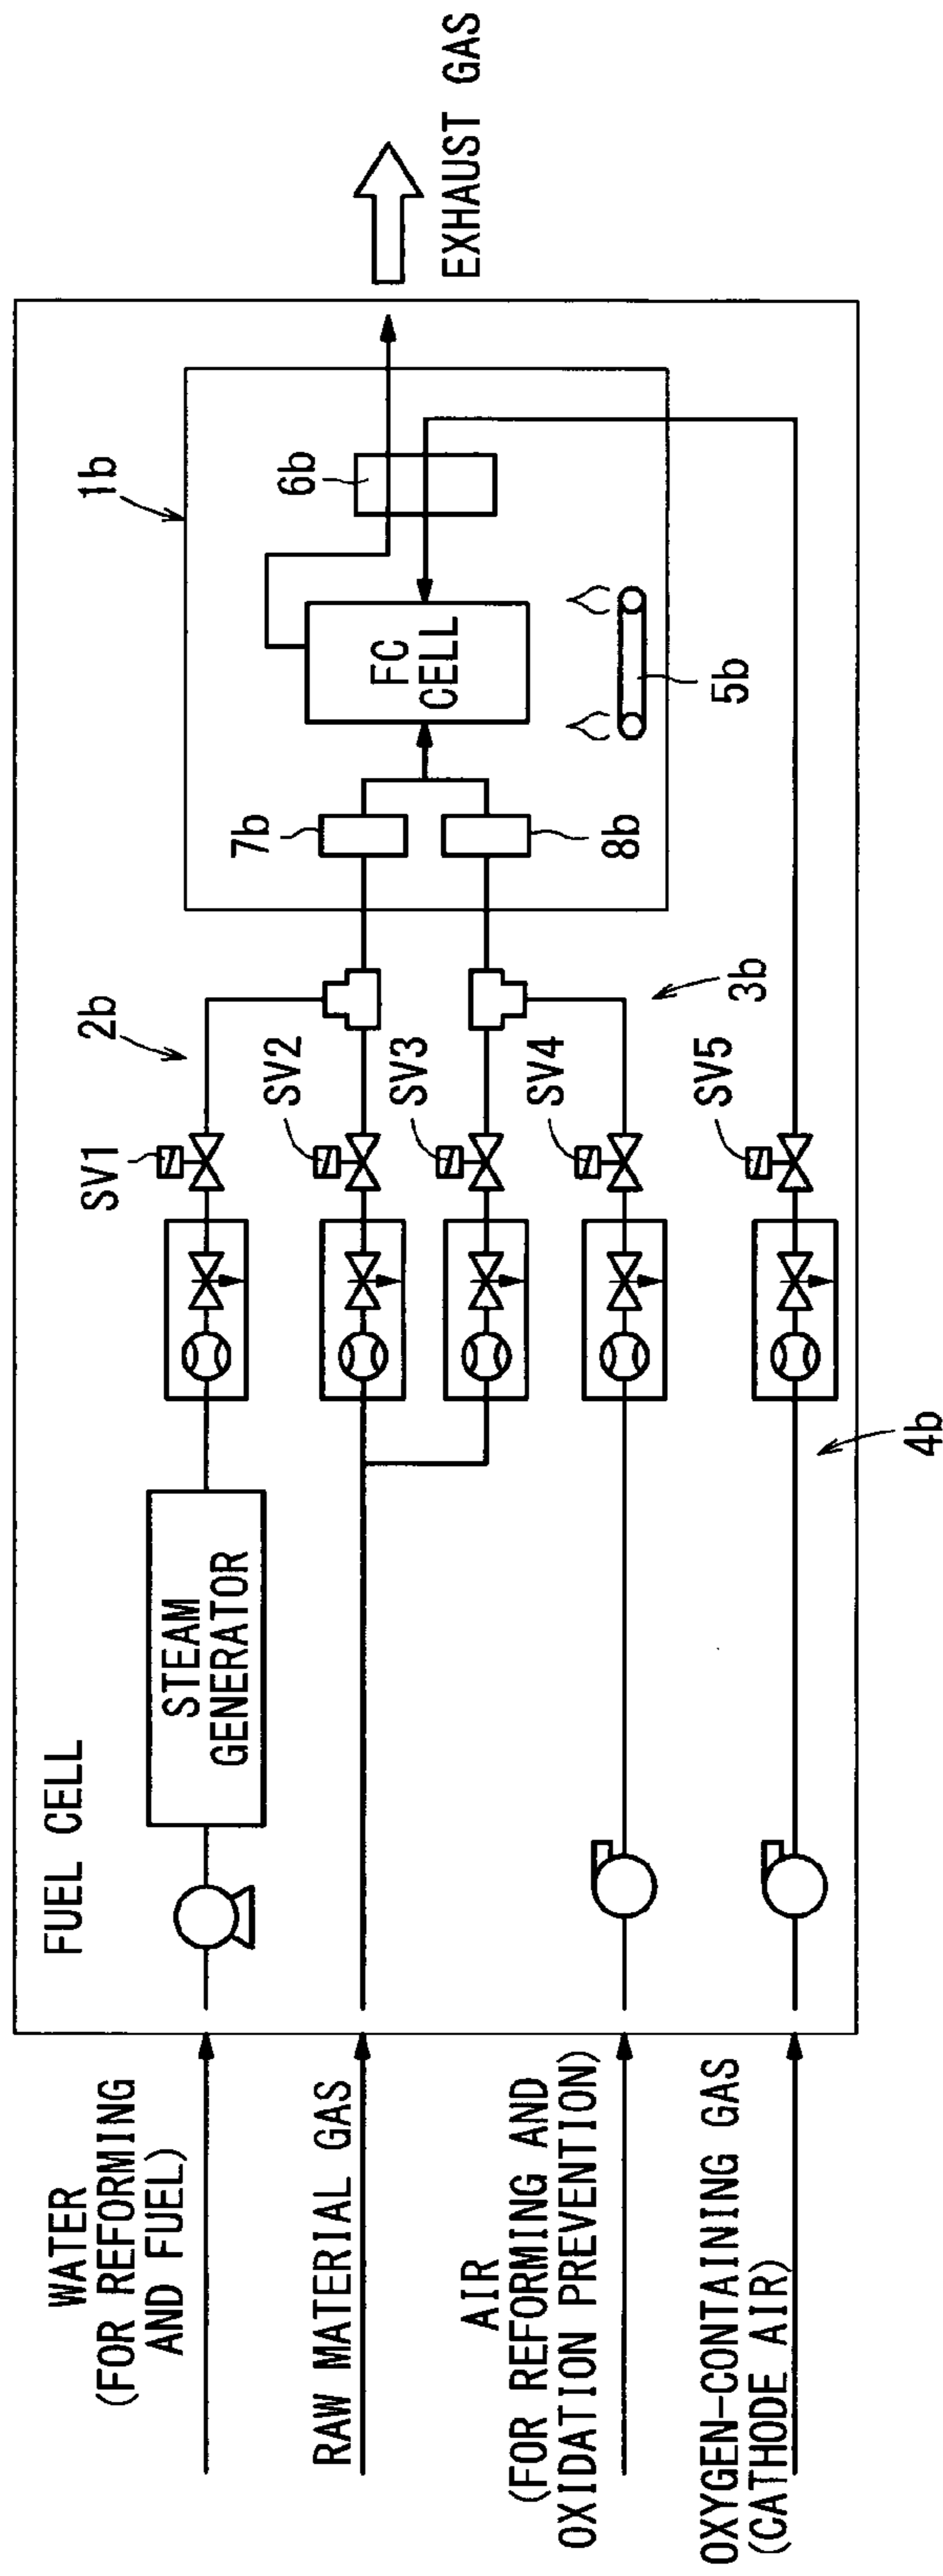 FUEL CELL
WATER
(FOR REFORMING
AND FUEL)
STEAM
GENERATOR
SV1
2b
1b
RAW MATERIAL GAS
SV2
7b
6b
EXHAUST GAS
SV3
FC
CELL
AIR
(FOR REFORMING AND
OXIDATION PREVENTION)
SV4
8b
3b
5b
OXYGEN-CONTAINING GAS
(CATHODE AIR)
SV5
4b